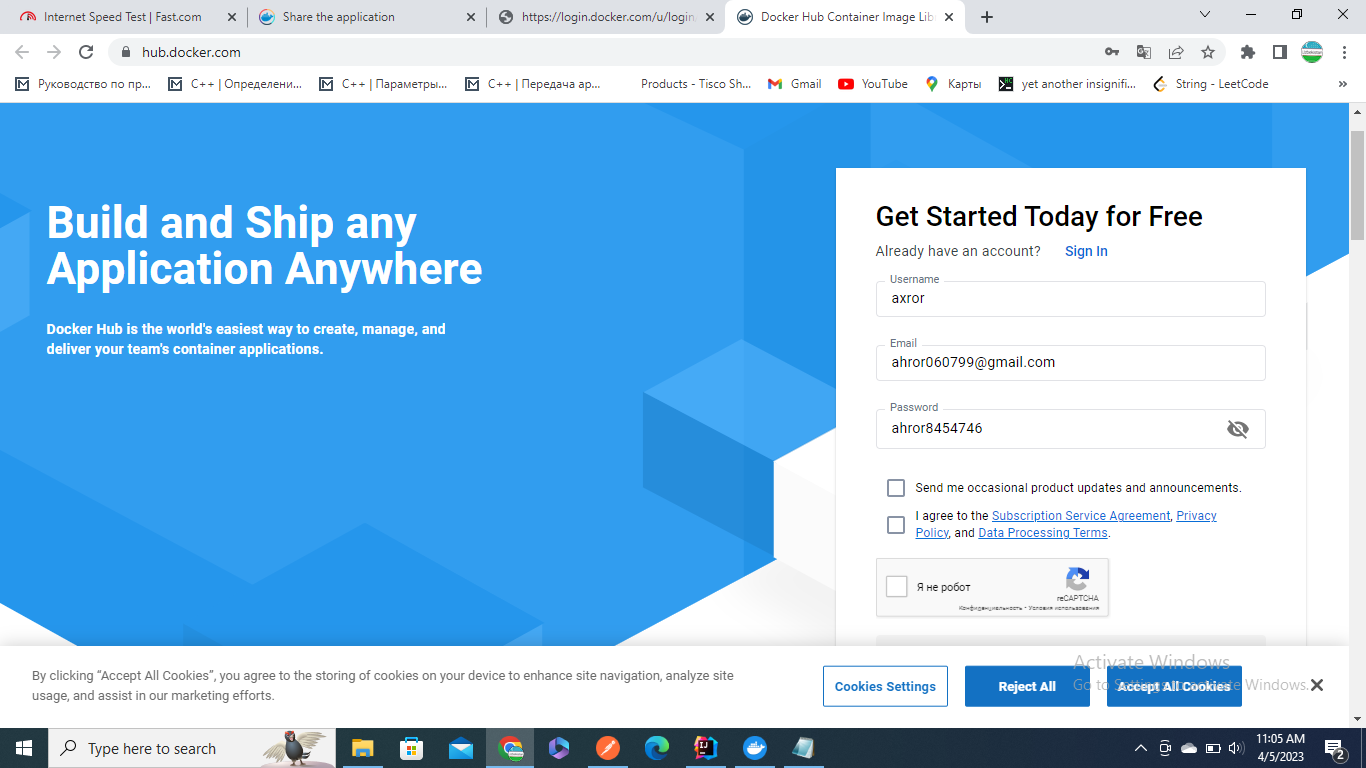 Internet Speed Test | Fast.com
Share the application
https://login.docker.com/u/login
Docker Hub Container Image Lib
hub.docker.com
Руководство по пр...
C++ | Определени...
C++ | Параметры...
C++ | Передача ар...
Products - Tisco Sh...
Gmail
YouTube
Карты
yet another insignifi...
String - LeetCode
Build and Ship any
Application Anywhere
Docker Hub is the world's easiest way to create, manage, and
deliver your team's container applications.
Get Started Today for Free
Already have an account? Sign In
Username
axror
Email
ahror060799@gmail.com
Password
ahror8454746
Send me occasional product updates and announcements.
I agree to the Subscription Service Agreement, Privacy
Policy, and Data Processing Terms.
Я не робот
reCAPTCHA
Конфиденциальность - Условия использования
By clicking “Accept All Cookies”, you agree to the storing of cookies on your device to enhance site navigation, analyze site
usage, and assist in our marketing efforts.
Cookies Settings
Reject All
Accept All Cookies
Activate Windows
Go to Settings to activate Windows.
Type here to search
11:05 AM
4/5/2023
2